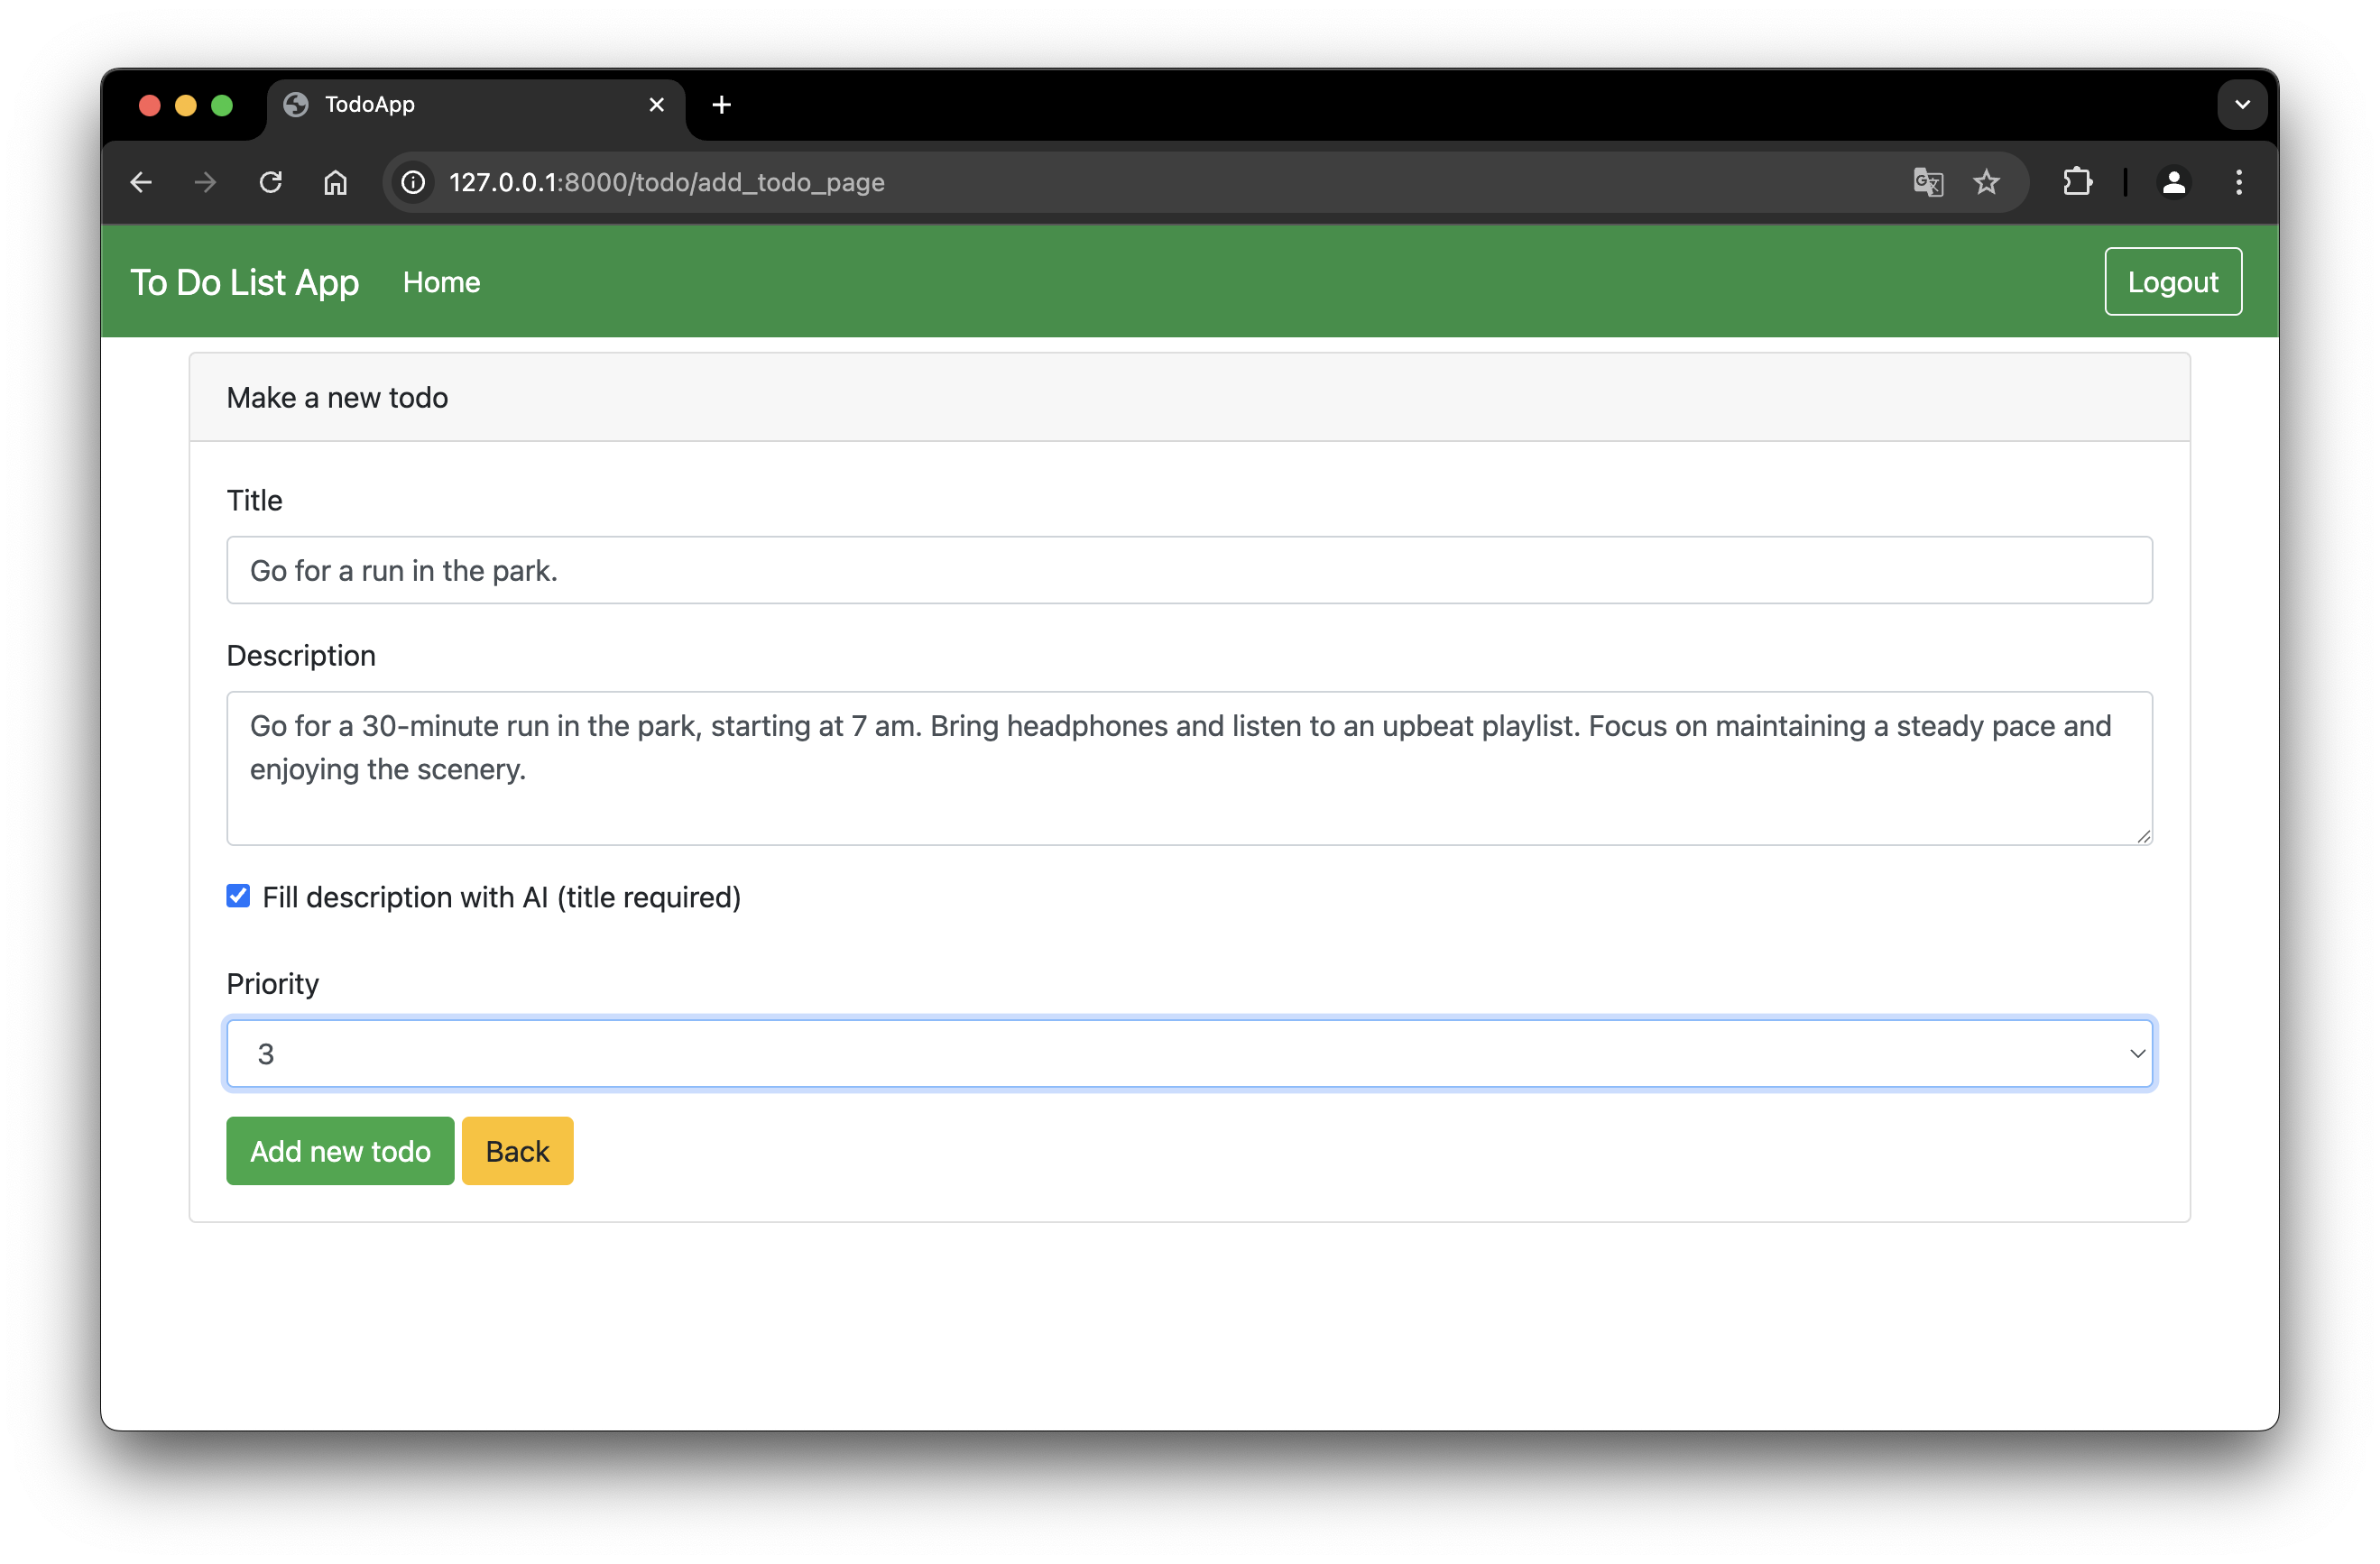 TodoApp
127.0.0.1:8000/todo/add_todo_page
To Do List App Home Logout
Make a new todo
Title
Go for a run in the park.
Description
Go for a 30-minute run in the park, starting at 7 am. Bring headphones and listen to an upbeat playlist. Focus on maintaining a steady pace and
enjoying the scenery.
Fill description with AI (title required)
Priority
3
Add new todo Back